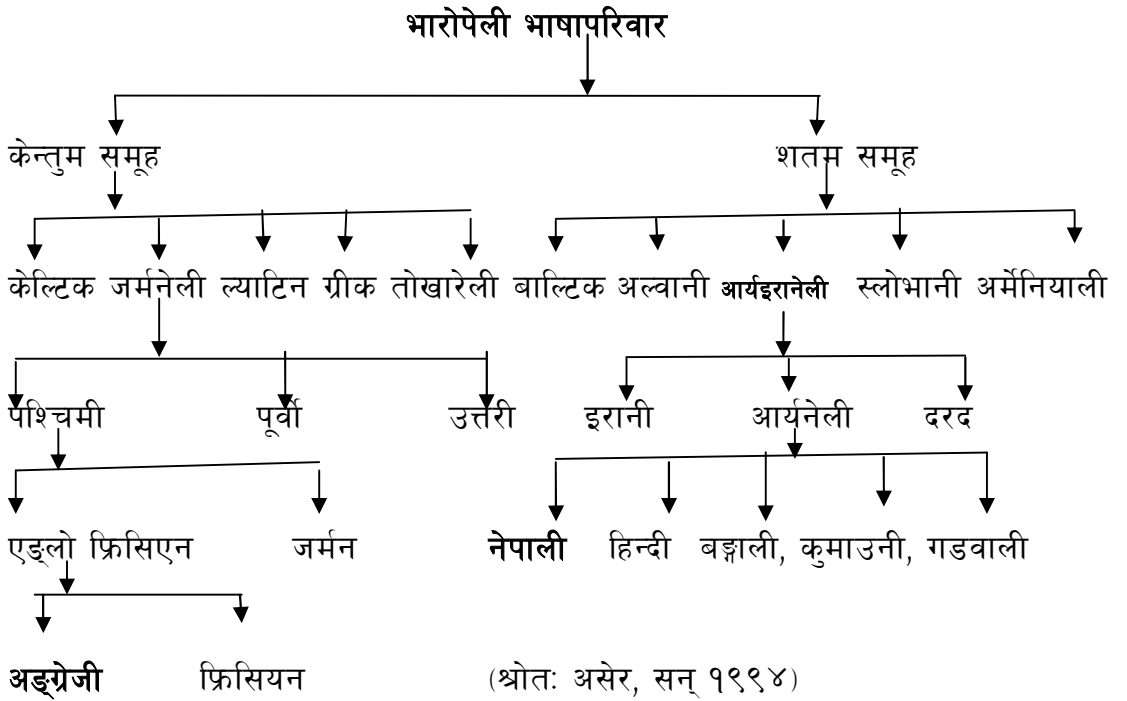 भारोपेली भाषापरिवार
केन्तुम समूह शतम समूह
केल्टिक जर्मनेली ल्याटिन ग्रीक तोखारेली बाल्टिक अल्वानी आर्यइरानेली स्लोभानी अर्मेनियाली
पश्चिमी पूर्वी उत्तरी इरानी आर्यनेली दरद
एङ्लो फ्रिसिएन जर्मन नेपाली हिन्दी बङ्गाली, कुमाउनी, गडवाली
अङ्ग्रेजी फ्रिसियन (श्रोतः असेर, सन् १९९४)